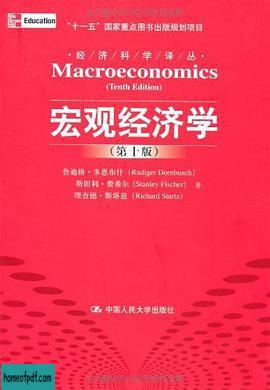 Education
"十一五"国家重点图书出版规划项目
·经·济·科·学·译·丛·
Macroeconomics
(Tenth Edition)
宏观经济学
(第十版)
鲁迪格·多恩布什 (Rudiger Dornbusch)
斯坦利·费希尔 (Stanley Fischer) 著
理查德·斯塔兹 (Richard Startz)
中国人民大学出版社
homeofpdf.com
homeofpdf.com